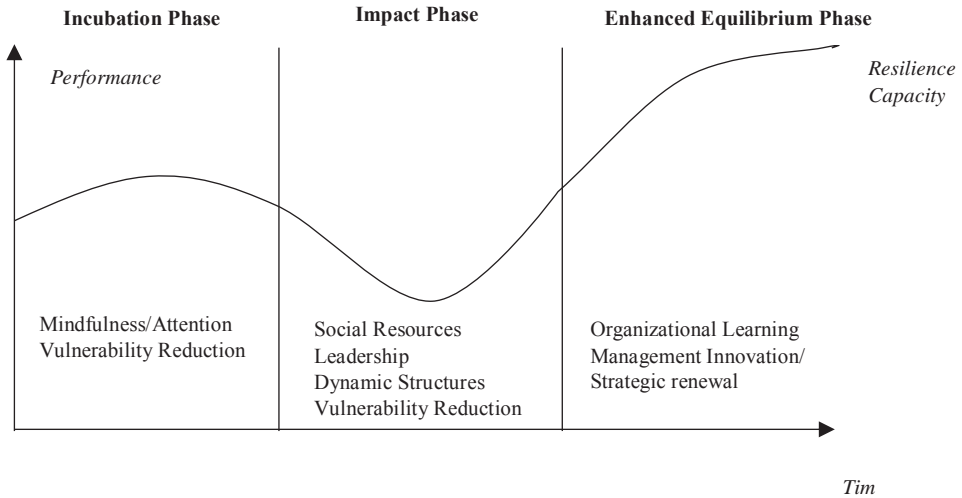 Incubation Phase
Impact Phase
Enhanced Equilibrium Phase
Performance
Resilience
Capacity
Mindfulness/Attention
Vulnerability Reduction
Social Resources
Leadership
Dynamic Structures
Vulnerability Reduction
Organizational Learning
Management Innovation/
Strategic renewal
Tim